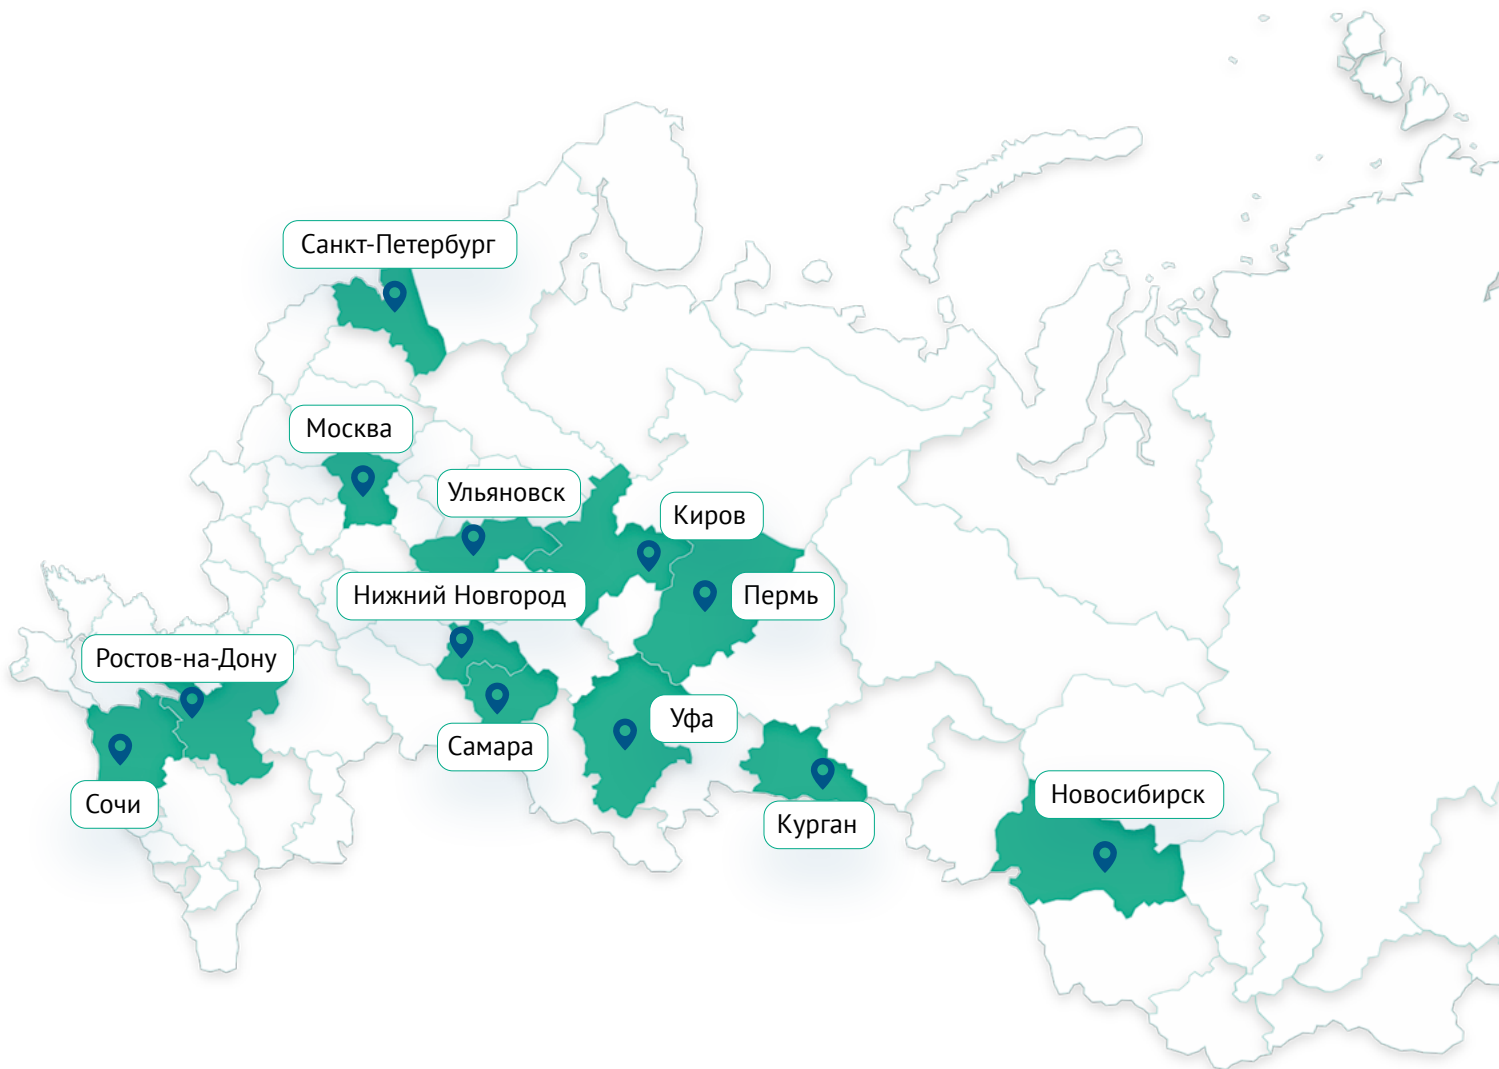 Санкт-Петербург
Москва
Ульяновск
Киров
Нижний Новгород
Пермь
Ростов-на-Дону
Уфа
Самара
Сочи
Новосибирск
Курган